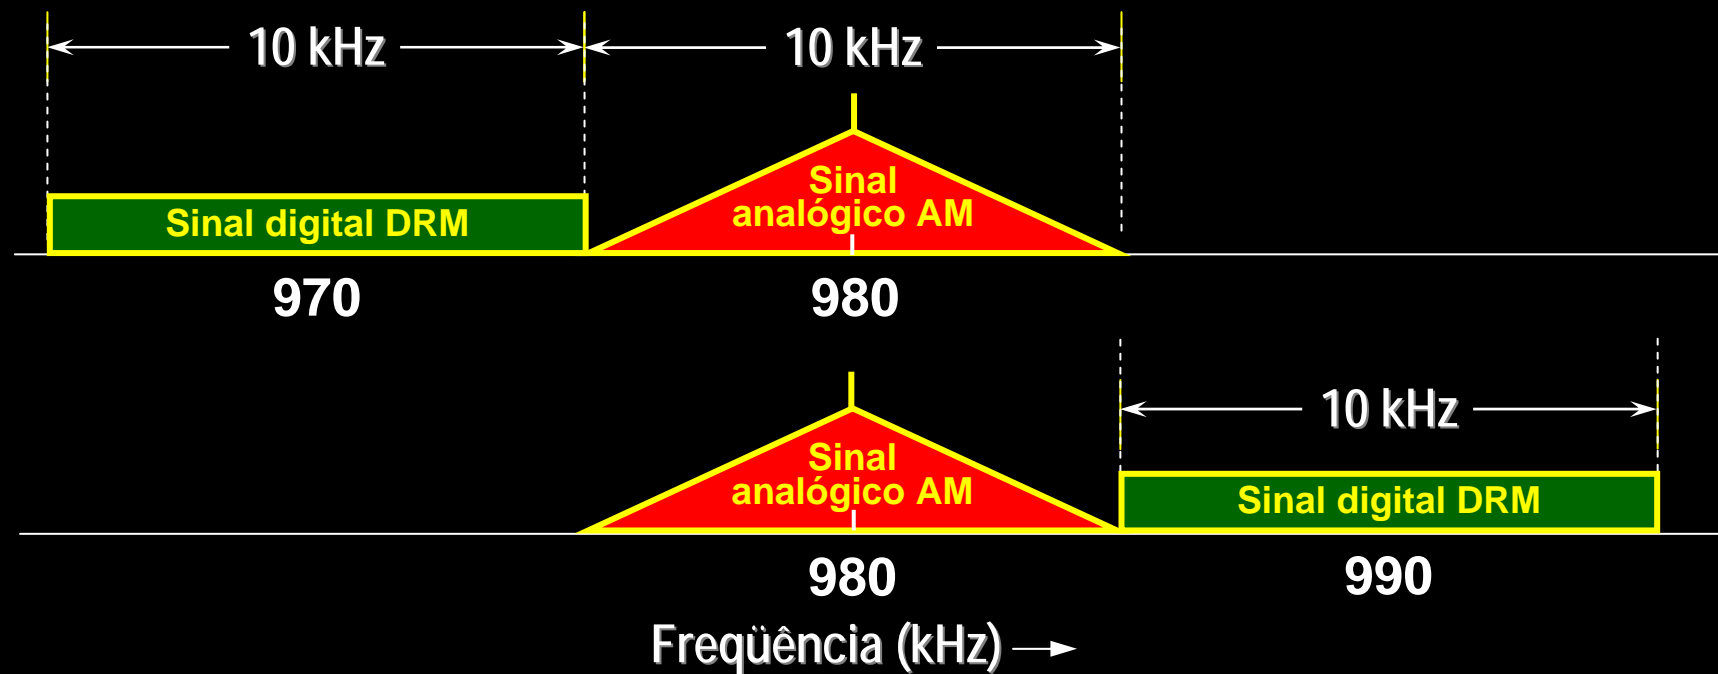 10 kHz 10 kHz
Sinal
analógico AM
Sinal digital DRM
970 980
10 kHz
Sinal
analógico AM
Sinal digital DRM
980 990
Freqüência (kHz)